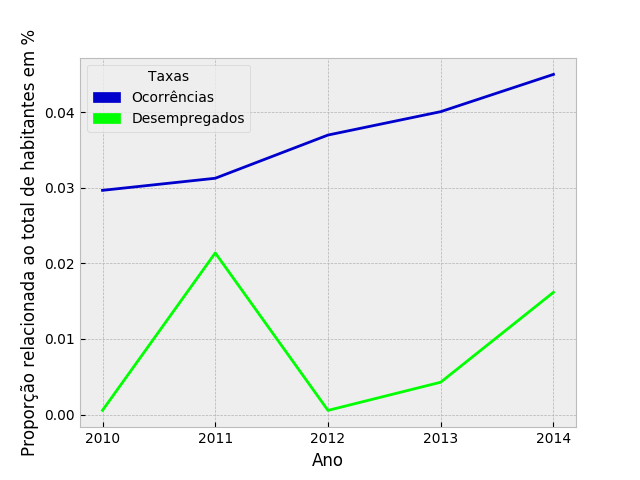 Proporção relacionada ao total de habitantes em %
Taxas
Ocorrências
Desempregados
0.04
0.03
0.02
0.01
0.00
2010 2011 2012 2013 2014
Ano